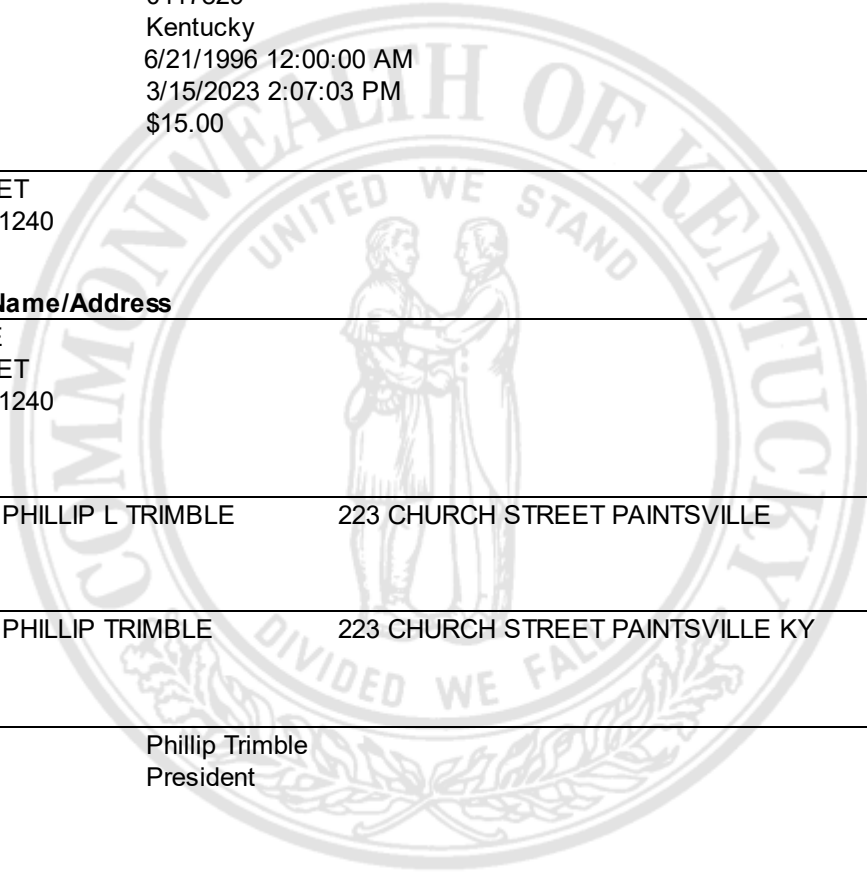 Kentucky
6/21/1996 12:00:00 AM
3/15/2023 2:07:03 PM
$15.00
ET
1240
Name/Address
E
ET
1240
PHILLIP L TRIMBLE 223 CHURCH STREET PAINTSVILLE
PHILLIP TRIMBLE 223 CHURCH STREET PAINTSVILLE KY
Phillip Trimble
President
COMMONWEALTH OF KENTUCKY
UNITED WE STAND
DIVIDED WE FALL